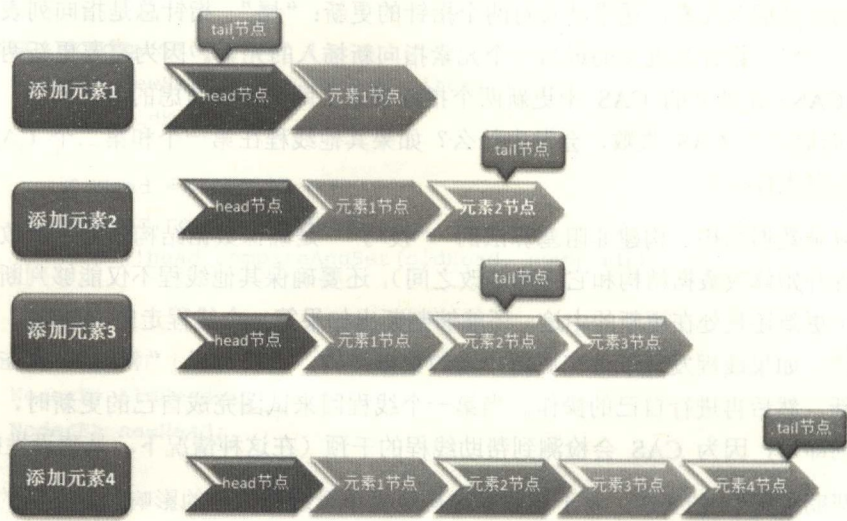 tail节点
添加元素1
head节点 元素1节点
tail节点
添加元素2
head节点 元素1节点 元素2节点
tail节点
添加元素3
head节点 元素1节点 元素2节点 元素3节点
tail节点
添加元素4
head节点 元素1节点 元素2节点 元素3节点 元素4节点